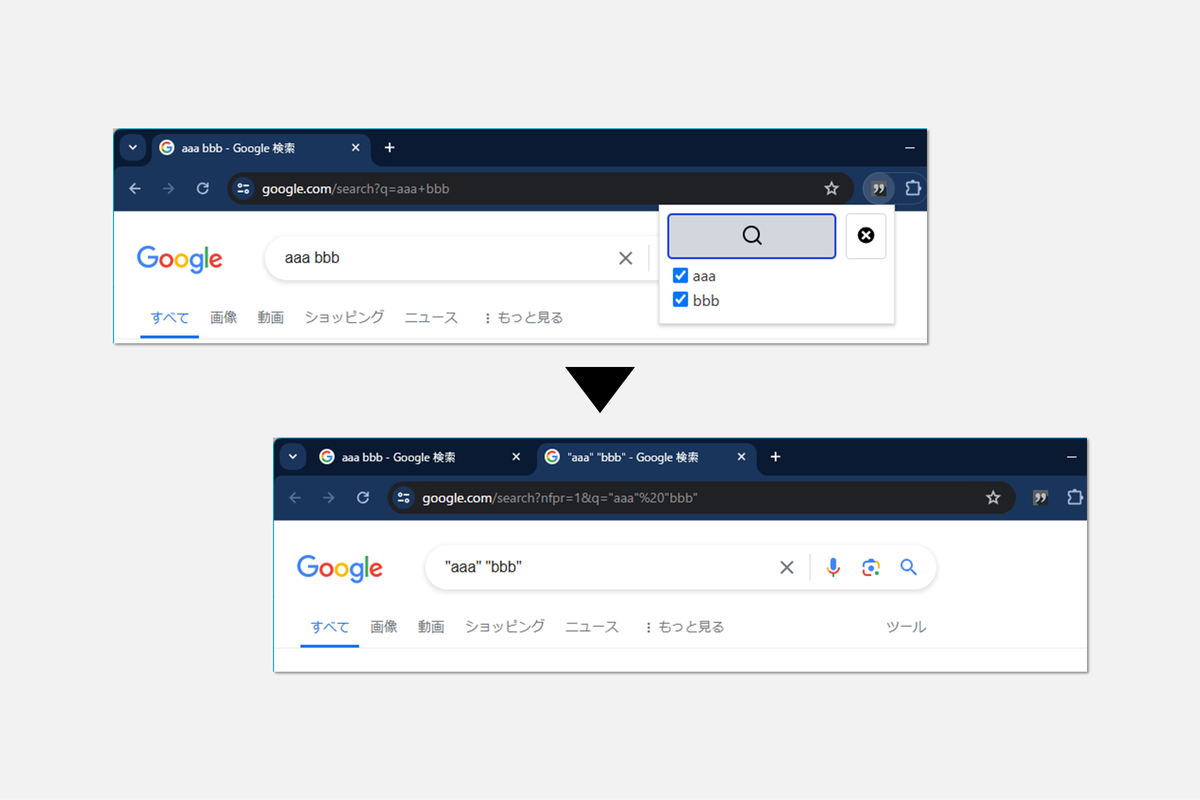 aaa bbb - Google 検索
google.com/search?q=aaa+bbb
Google
aaa bbb
aaa
bbb
すべて 画像 動画 ショッピング ニュース もっと見る
aaa bbb - Google 検索 "aaa" "bbb" - Google 検索
google.com/search?nfpr=1&q="aaa"%20"bbb"
Google
"aaa" "bbb"
すべて 画像 動画 ショッピング ニュース もっと見る ツール